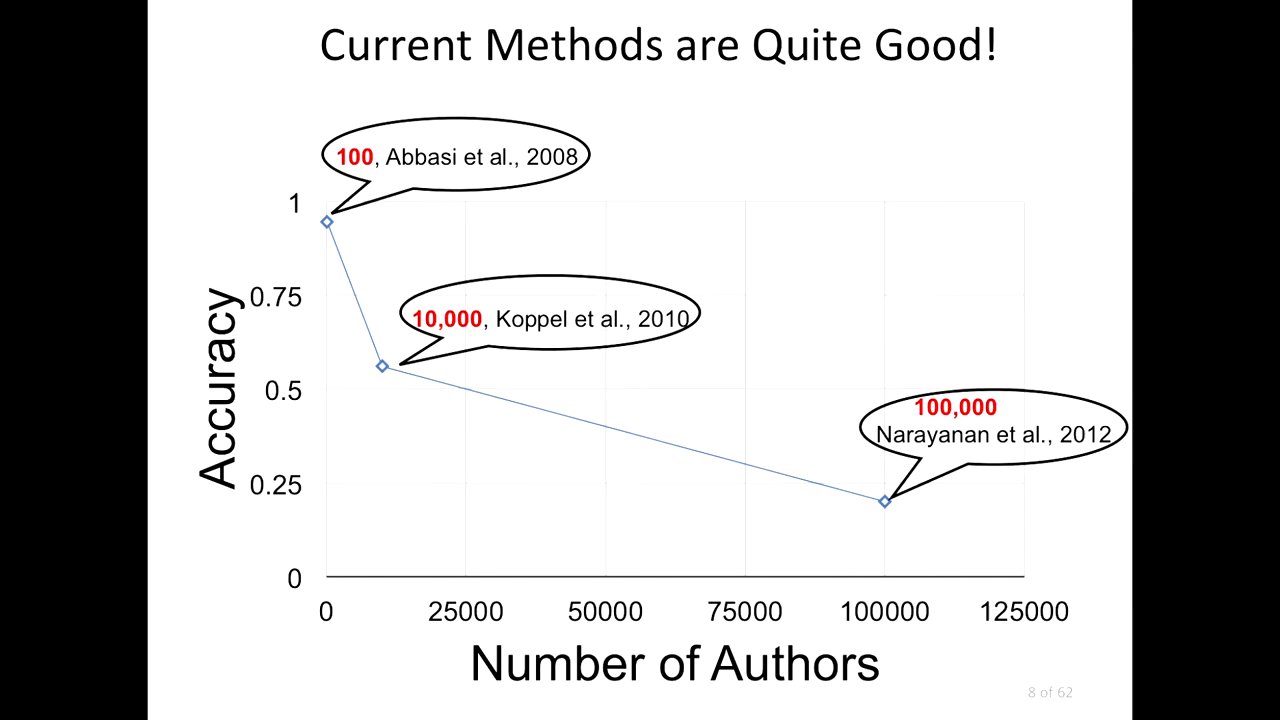 Current Methods are Quite Good!
100, Abbasi et al., 2008
1
10,000, Koppel et al., 2010
0.75
0.5
100,000
Narayanan et al., 2012
0.25
0
Accuracy
0 25000 50000 75000 100000 125000
Number of Authors
8 of 62